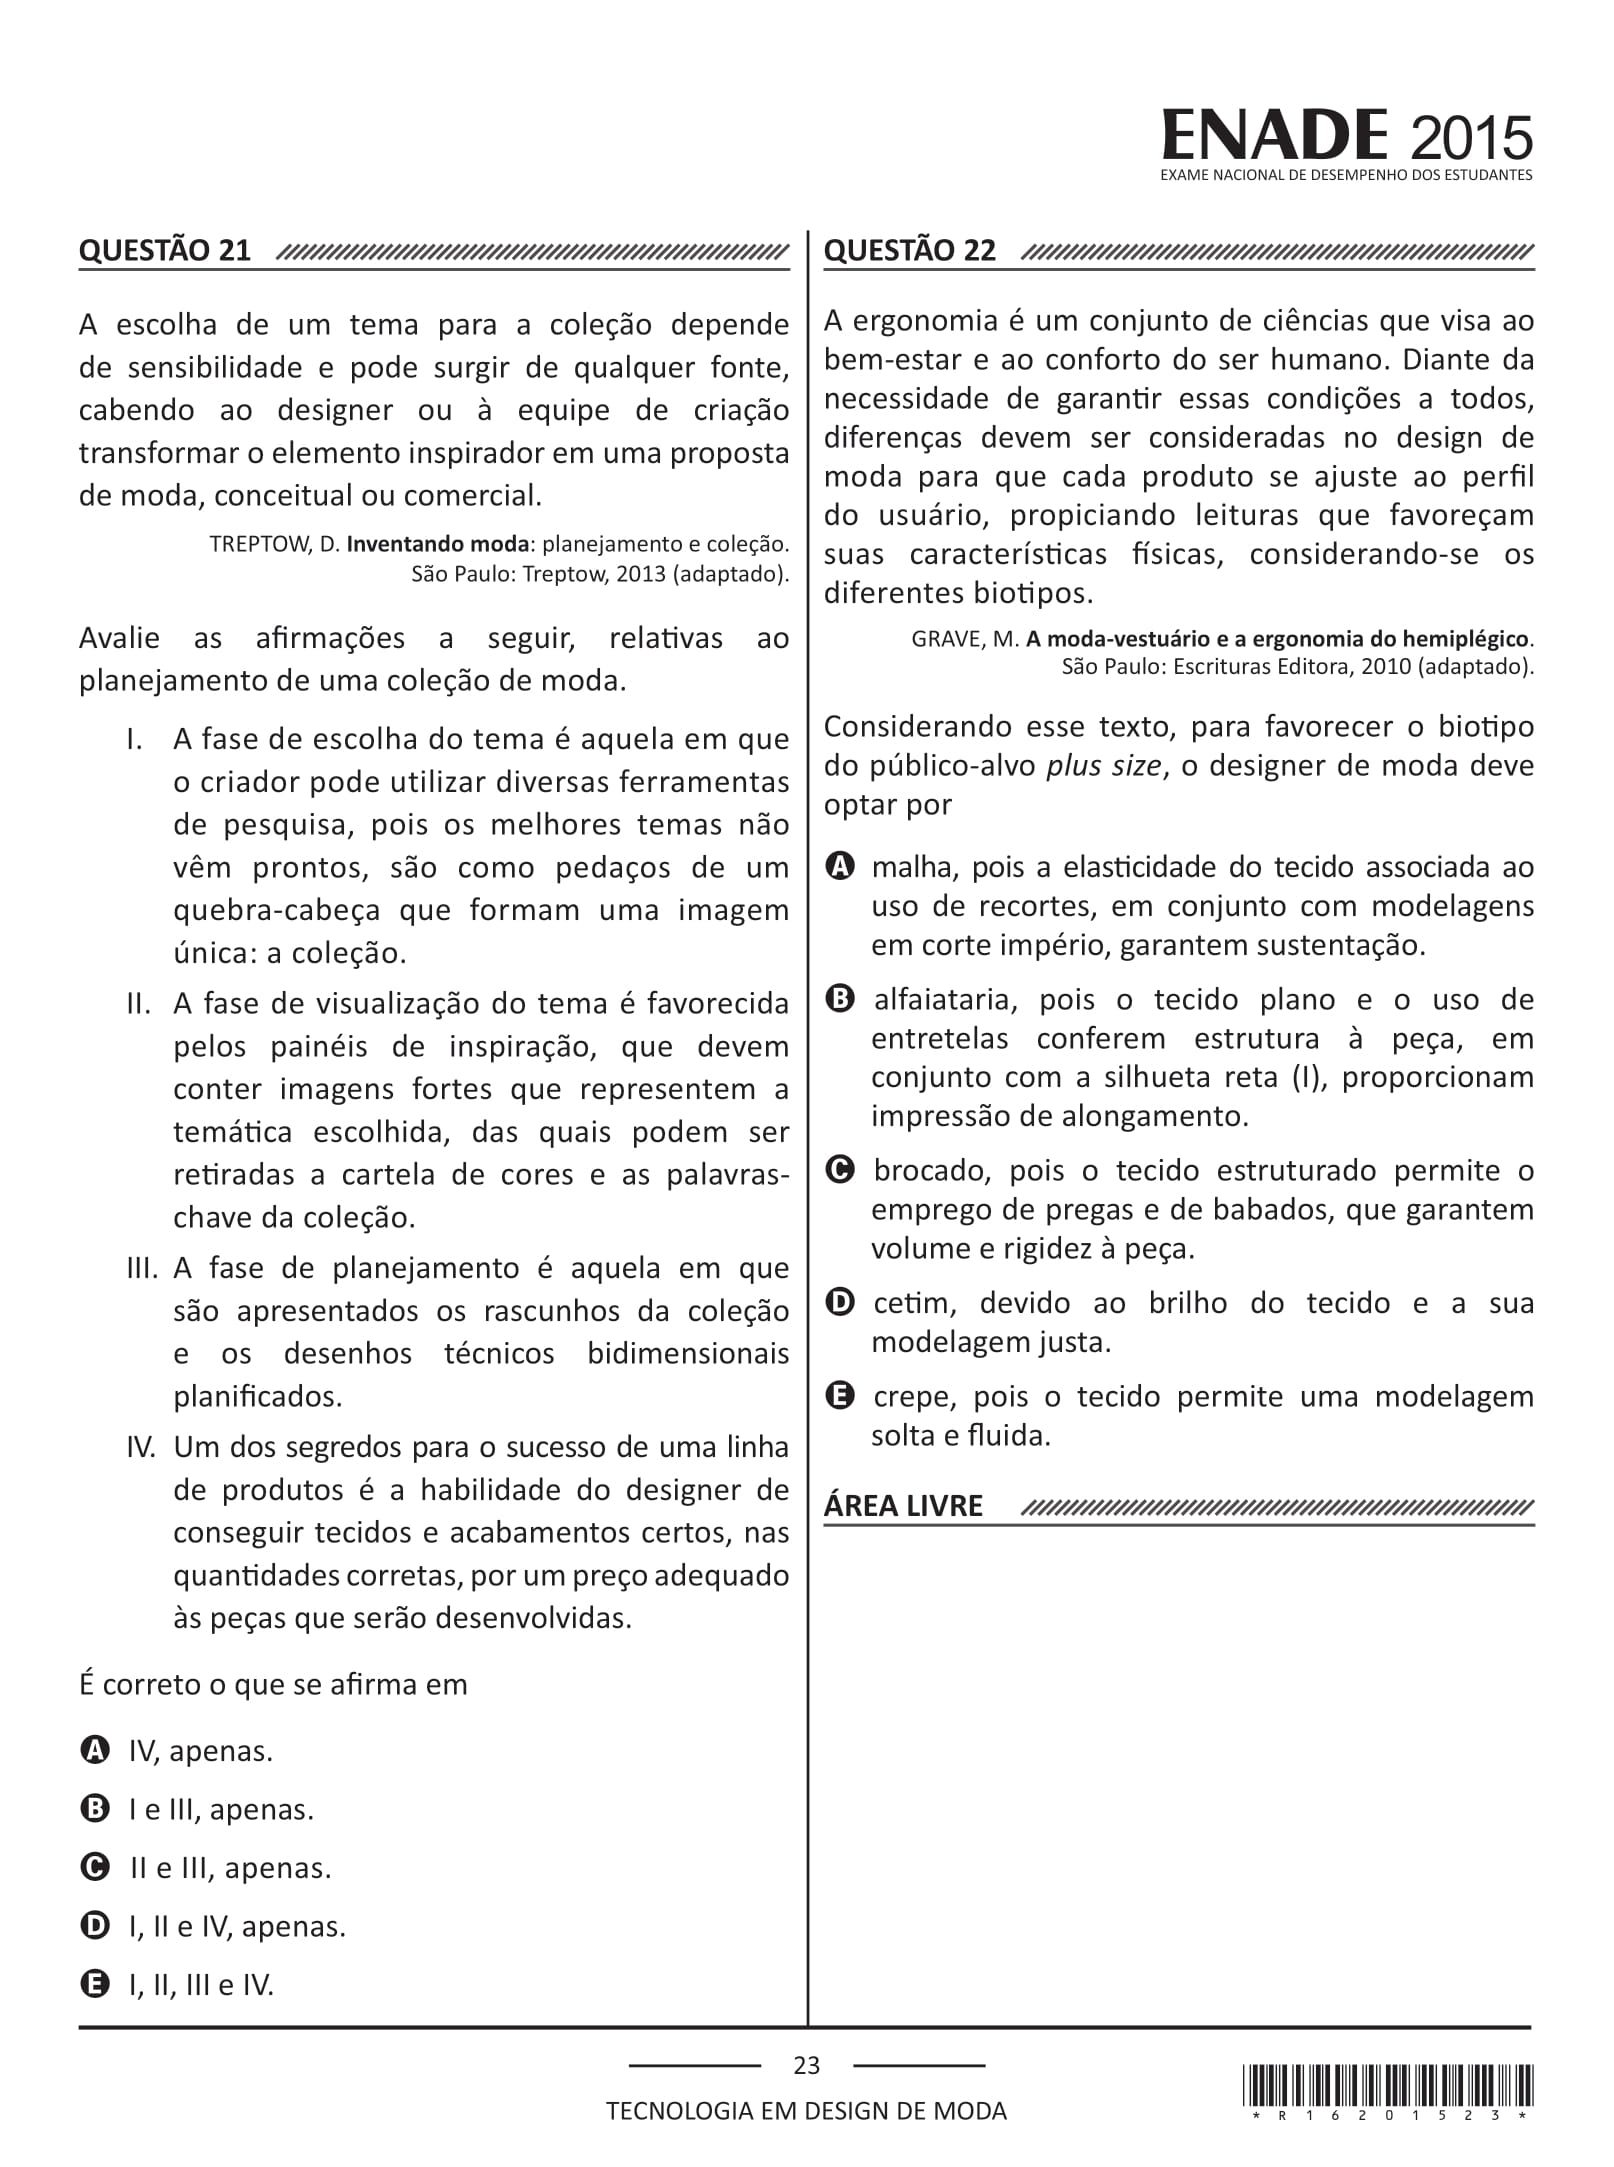 ENADE 2015
EXAME NACIONAL DE DESEMPENHO DOS ESTUDANTES
QUESTÃO 21
A escolha de um tema para a coleção depende
de sensibilidade e pode surgir de qualquer fonte,
cabendo ao designer ou à equipe de criação
transformar o elemento inspirador em uma proposta
de moda, conceitual ou comercial.
TREPTOW, D. Inventando moda: planejamento e coleção.
São Paulo: Treptow, 2013 (adaptado).
Avalie as afirmações a seguir, relativas ao
planejamento de uma coleção de moda.
I. A fase de escolha do tema é aquela em que
o criador pode utilizar diversas ferramentas
de pesquisa, pois os melhores temas não
vêm prontos, são como pedaços de um
quebra-cabeça que formam uma imagem
única: a coleção.
II. A fase de visualização do tema é favorecida
pelos painéis de inspiração, que devem
conter imagens fortes que representem a
temática escolhida, das quais podem ser
retiradas a cartela de cores e as palavras-
chave da coleção.
III. A fase de planejamento é aquela em que
são apresentados os rascunhos da coleção
e os desenhos técnicos bidimensionais
planificados.
IV. Um dos segredos para o sucesso de uma linha
de produtos é a habilidade do designer de
conseguir tecidos e acabamentos certos, nas
quantidades corretas, por um preço adequado
às peças que serão desenvolvidas.
É correto o que se afirma em
A IV, apenas.
B I e III, apenas.
C II e III, apenas.
D I, II e IV, apenas.
E I, II, III e IV.
QUESTÃO 22
A ergonomia é um conjunto de ciências que visa ao
bem-estar e ao conforto do ser humano. Diante da
necessidade de garantir essas condições a todos,
diferenças devem ser consideradas no design de
moda para que cada produto se ajuste ao perfil
do usuário, propiciando leituras que favoreçam
suas características físicas, considerando-se os
diferentes biotipos.
GRAVE, M. A moda-vestuário e a ergonomia do hemiplégico.
São Paulo: Escrituras Editora, 2010 (adaptado).
Considerando esse texto, para favorecer o biotipo
do público-alvo plus size, o designer de moda deve
optar por
A malha, pois a elasticidade do tecido associada ao
uso de recortes, em conjunto com modelagens
em corte império, garantem sustentação.
B alfaiataria, pois o tecido plano e o uso de
entretelas conferem estrutura à peça, em
conjunto com a silhueta reta (I), proporcionam
impressão de alongamento.
C brocado, pois o tecido estruturado permite o
emprego de pregas e de babados, que garantem
volume e rigidez à peça.
D cetim, devido ao brilho do tecido e a sua
modelagem justa.
E crepe, pois o tecido permite uma modelagem
solta e fluida.
ÁREA LIVRE
23
TECNOLOGIA EM DESIGN DE MODA
*R16201523*